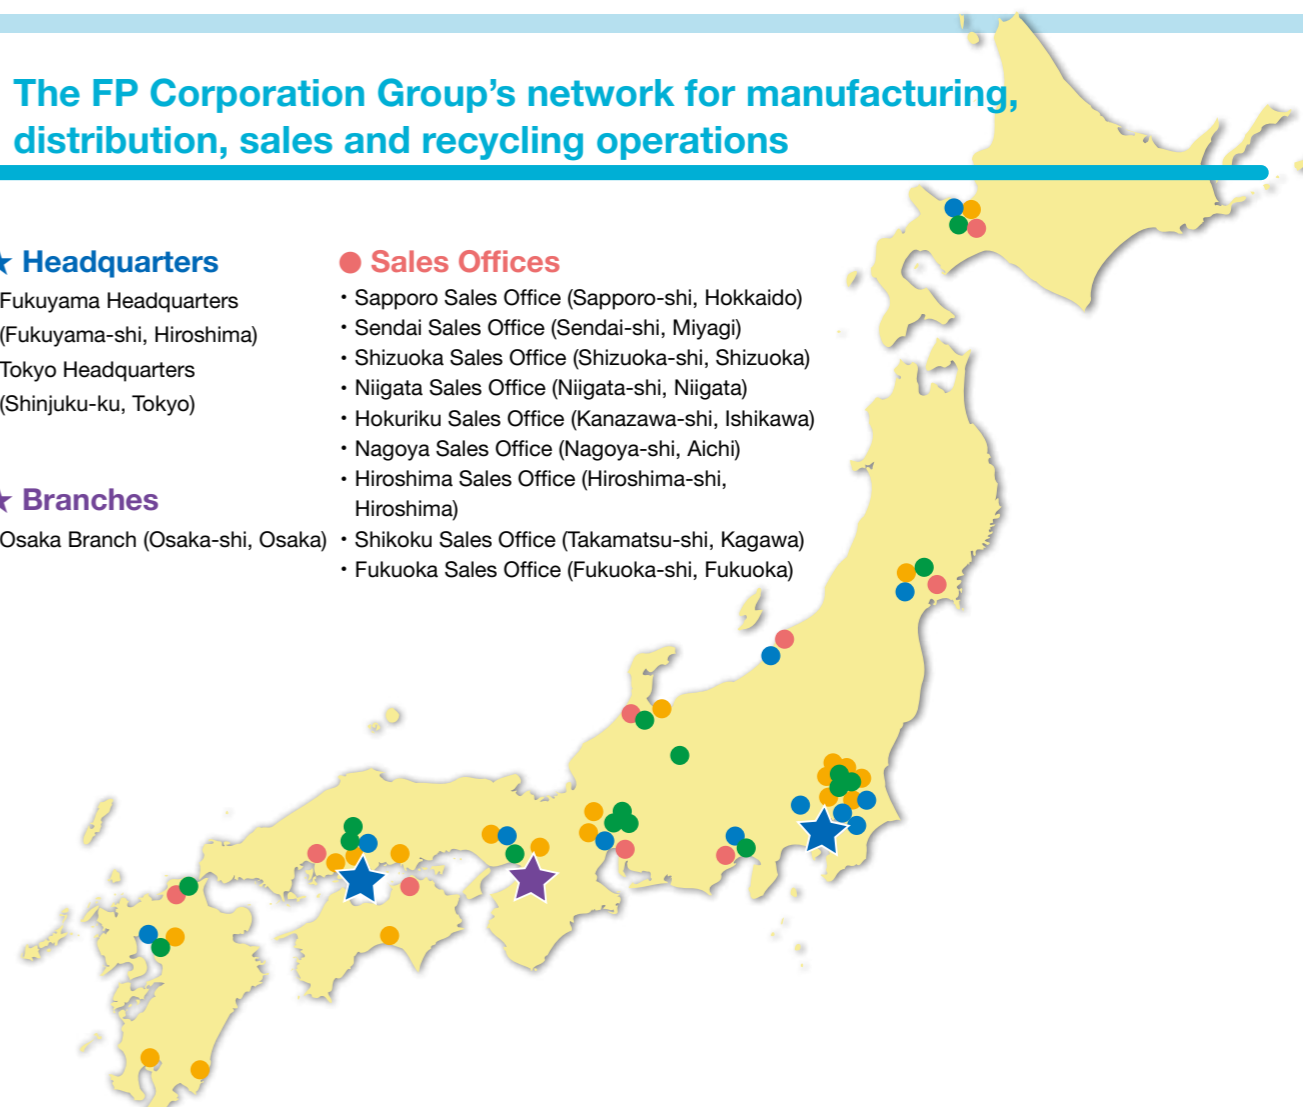 The FP Corporation Group’s network for manufacturing,
distribution, sales and recycling operations
Headquarters
Fukuyama Headquarters
(Fukuyama-shi, Hiroshima)
Tokyo Headquarters
(Shinjuku-ku, Tokyo)
Branches
Osaka Branch (Osaka-shi, Osaka)
Sales Offices
・Sapporo Sales Office (Sapporo-shi, Hokkaido)
・Sendai Sales Office (Sendai-shi, Miyagi)
・Shizuoka Sales Office (Shizuoka-shi, Shizuoka)
・Niigata Sales Office (Niigata-shi, Niigata)
・Hokuriku Sales Office (Kanazawa-shi, Ishikawa)
・Nagoya Sales Office (Nagoya-shi, Aichi)
・Hiroshima Sales Office (Hiroshima-shi,
Hiroshima)
・Shikoku Sales Office (Takamatsu-shi, Kagawa)
・Fukuoka Sales Office (Fukuoka-shi, Fukuoka)